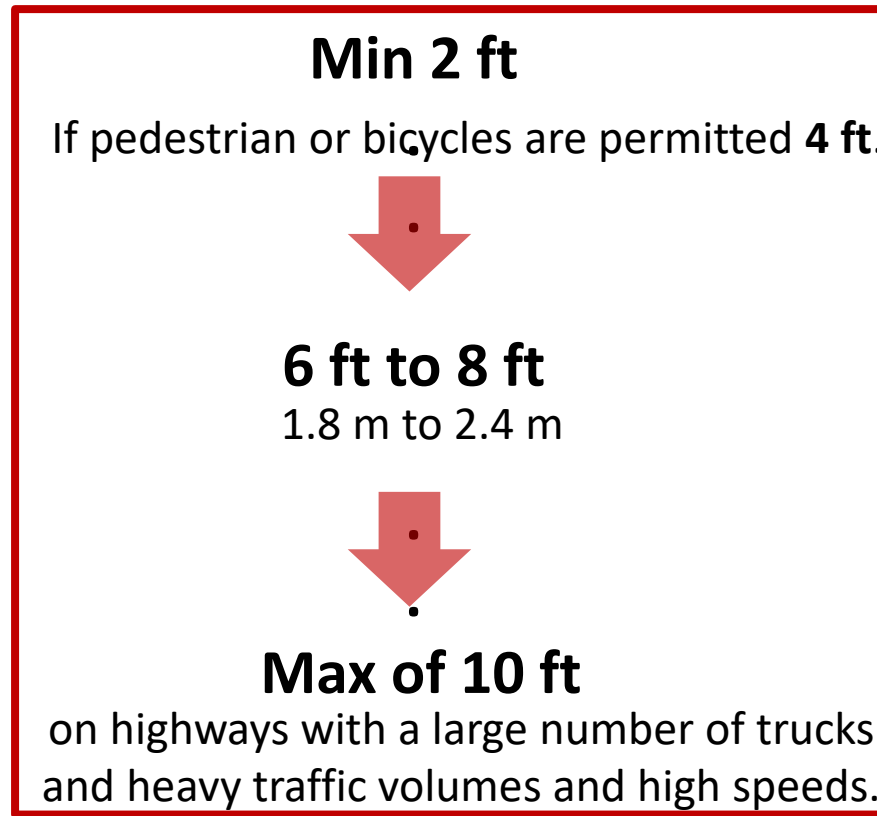 Min 2 ft
If pedestrian or bicycles are permitted 4 ft.
6 ft to 8 ft
1.8 m to 2.4 m
Max of 10 ft
on highways with a large number of trucks
and heavy traffic volumes and high speeds.